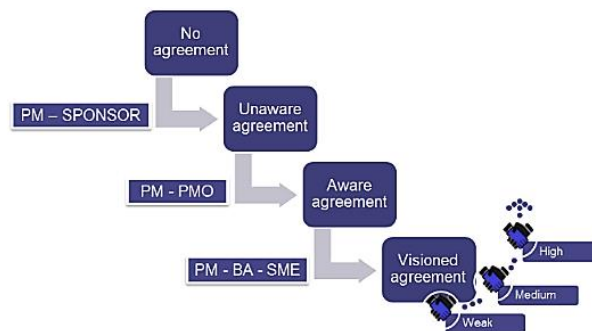 No
agreement
PM – SPONSOR
Unaware
agreement
PM - PMO
Aware
agreement
PM - BA - SME
Visioned
agreement
High
Medium
Weak